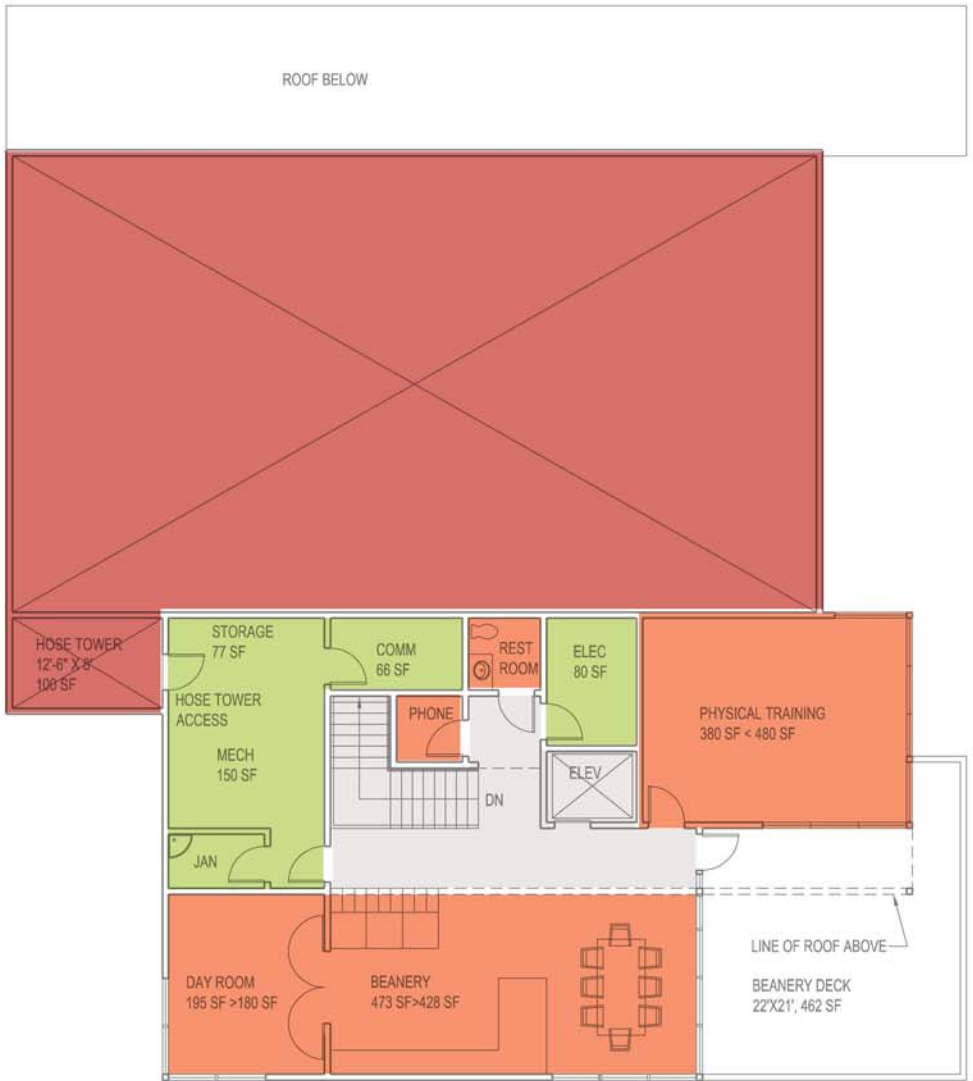 ROOF BELOW
HOSE TOWER
12'-6" X 8'
100 SF
STORAGE
77 SF
HOSE TOWER
ACCESS
MECH
150 SF
COMM
66 SF
REST
ROOM
ELEC
80 SF
PHONE
PHYSICAL TRAINING
380 SF < 480 SF
ELEV
DN
JAN
LINE OF ROOF ABOVE
DAY ROOM
195 SF >180 SF
BEANERY
473 SF>428 SF
BEANERY DECK
22'X21', 462 SF